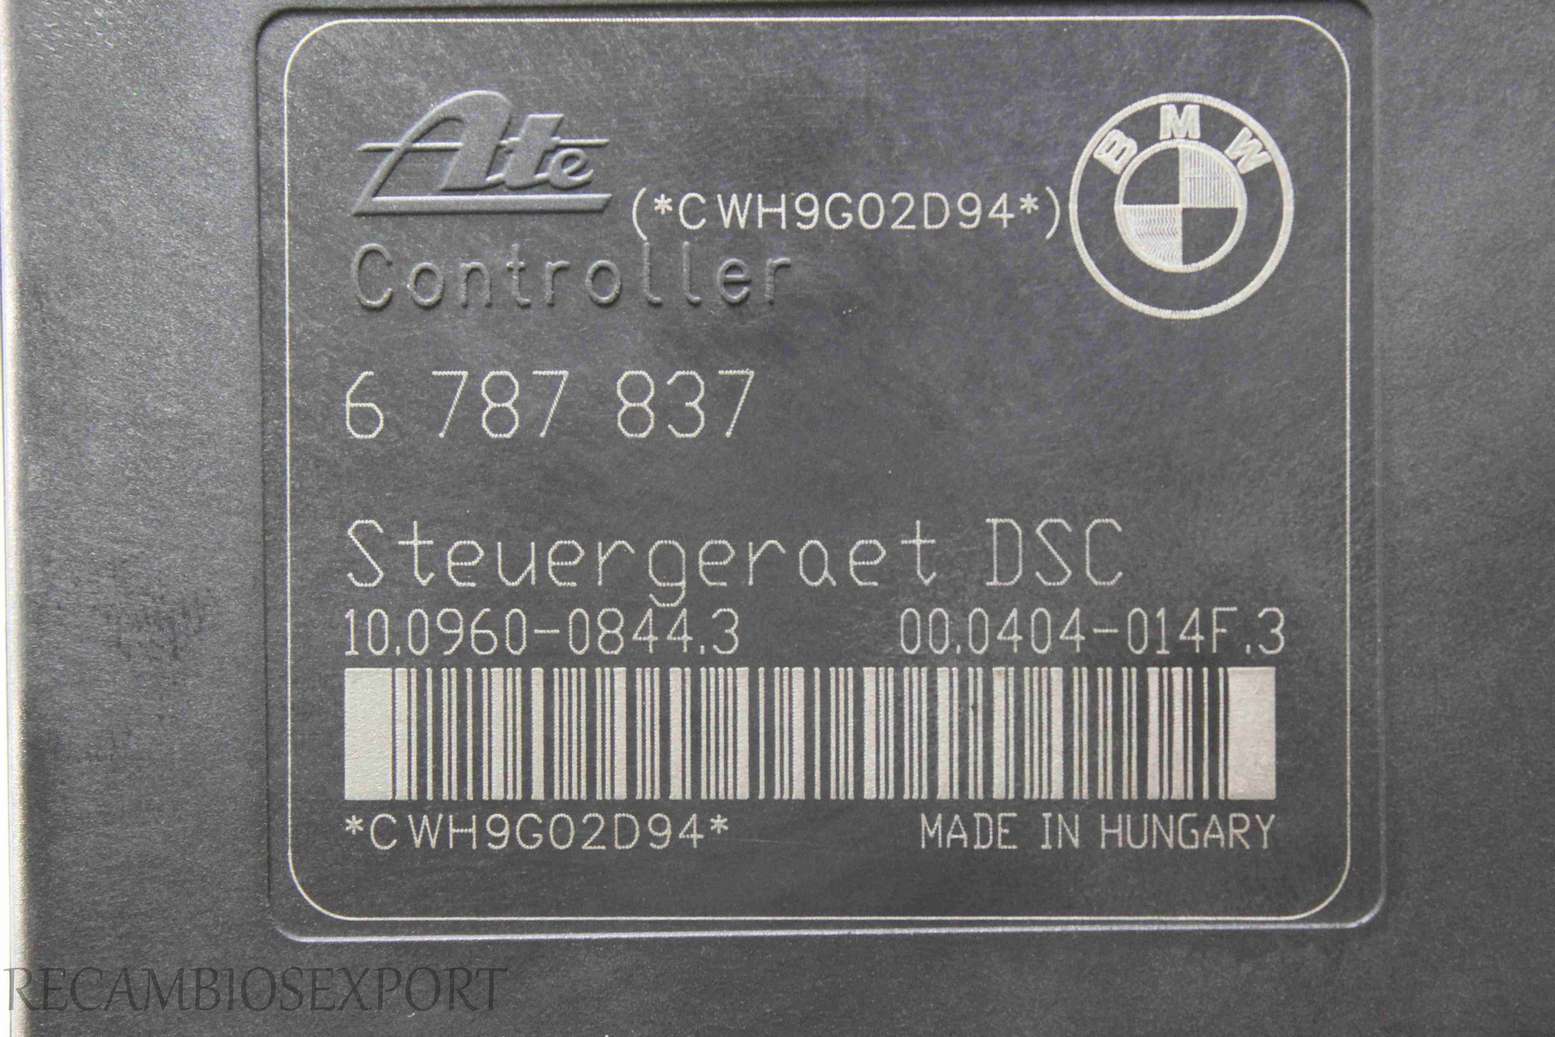 Ate
(*CWH9G02D94*)
BMW
Controller
6 787 837
Steuergeraet DSC
10.0960-0844.3 00.0404-014F.3
*CWH9G02D94* MADE IN HUNGARY
RECAMBIOSEXPORT